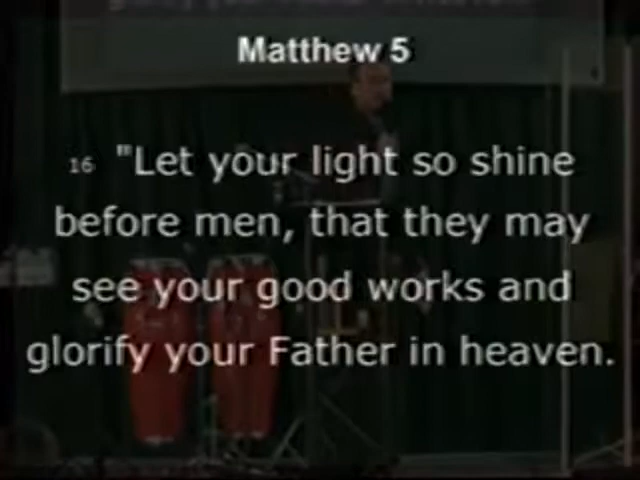 Matthew 5
16 "Let your light so shine
before men, that they may
see your good works and
glorify your Father in heaven.